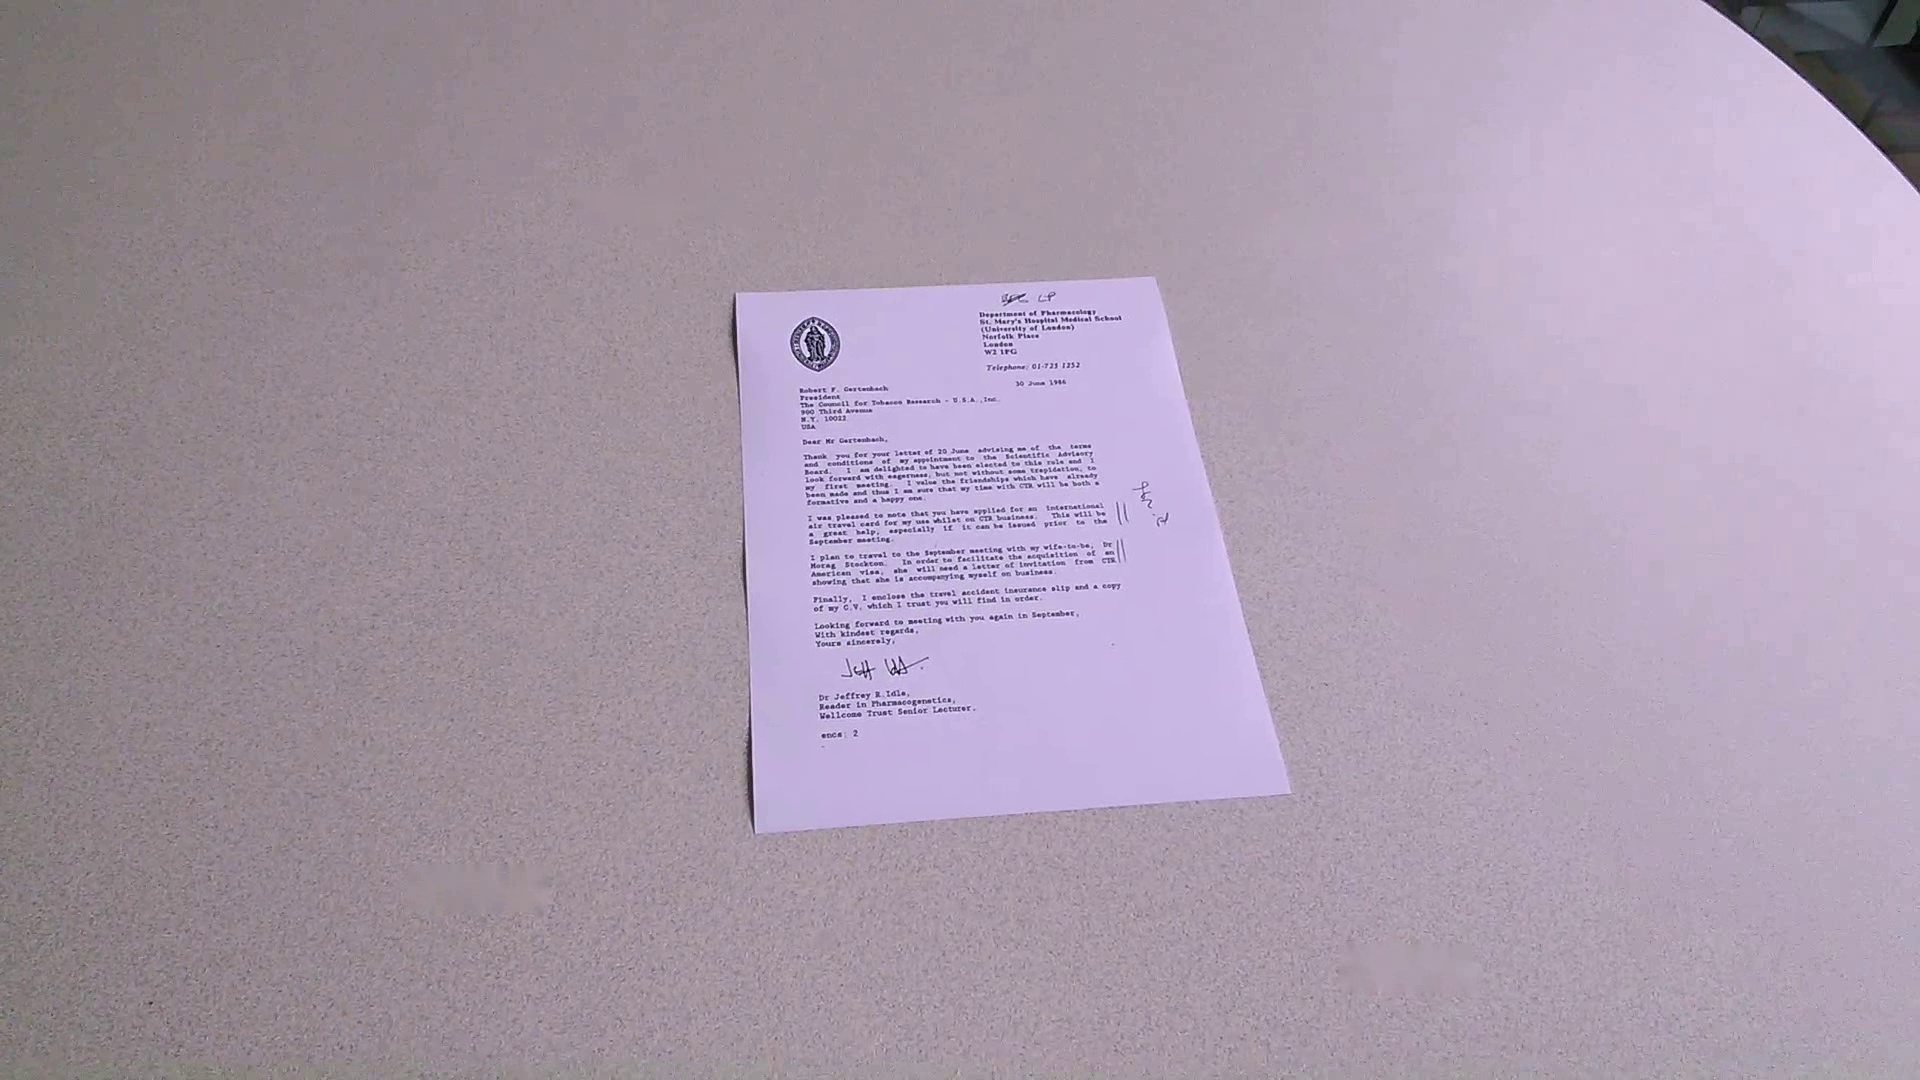 LP
Department of Pharmacology
St. Mary's Hospital Medical School
(University of London)
Norfolk Place
London
W2 1PG
Telephone: 01-723 1252
30 June 1986
Robert F. Gertenbach
President
The Council for Tobacco Research - U.S.A.,Inc.
900 Third Avenue
N.Y. 10022
USA
Dear Mr Gertenbach,
Thank you for your letter of 20 June advising me of the terms
and conditions of my appointment to the Scientific Advisory
Board. I am delighted to have been elected to this role and I
look forward with eagerness, but not without some trepidation, to
my first meeting. I value the friendships which have already
been made and thus I am sure that my time with CTR will be both a
formative and a happy one.
I was pleased to note that you have applied for an international
air travel card for my use whilst on CTR business. This will be
a great help, especially if it can be issued prior to the
September meeting.
I plan to travel to the September meeting with my wife-to-be, Dr
Morag Stockton. In order to facilitate the acquisition of an
American visa, she will need a letter of invitation from CTR
showing that she is accompanying myself on business.
Finally, I enclose the travel accident insurance slip and a copy
of my C.V. which I trust you will find in order.
Looking forward to meeting with you again in September,
With kindest regards,
Yours sincerely,
Dr Jeffrey R.Idle,
Reader in Pharmacogenetics,
Wellcome Trust Senior Lecturer.
encs: 2